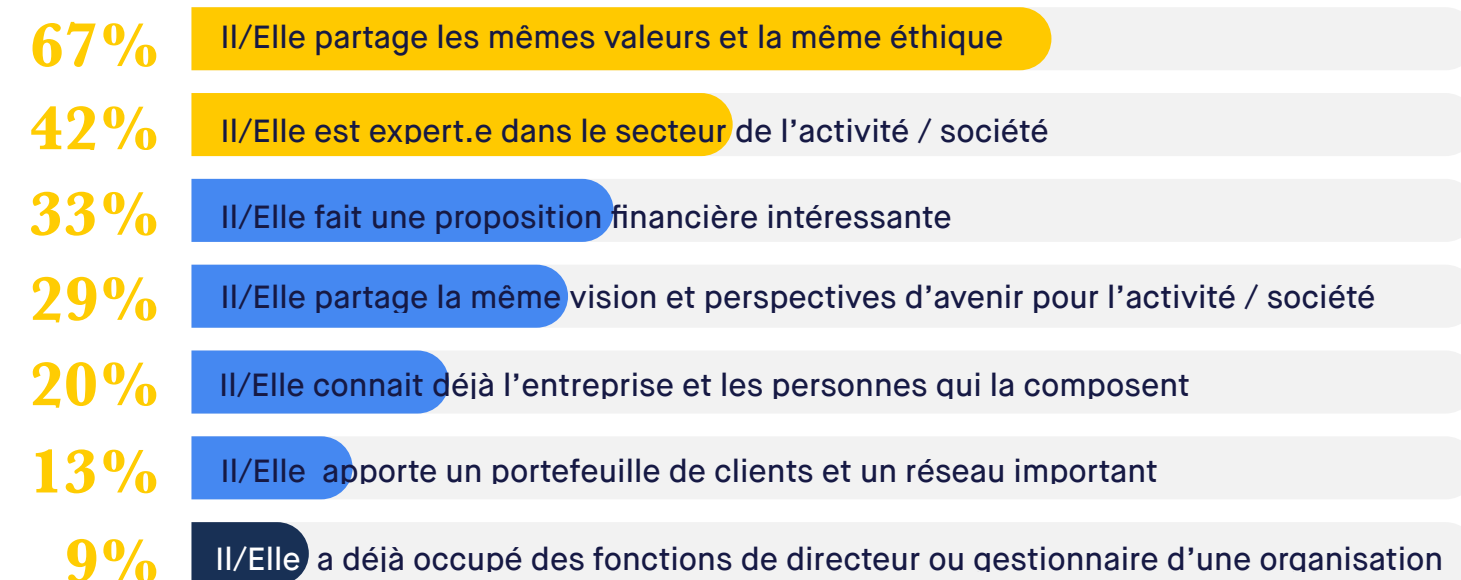 67% Il/Elle partage les mêmes valeurs et la même éthique
42% Il/Elle est expert.e dans le secteur de l’activité / société
33% Il/Elle fait une proposition financière intéressante
29% Il/Elle partage la même vision et perspectives d’avenir pour l’activité / société
20% Il/Elle connait déjà l’entreprise et les personnes qui la composent
13% Il/Elle apporte un portefeuille de clients et un réseau important
9% Il/Elle a déjà occupé des fonctions de directeur ou gestionnaire d’une organisation